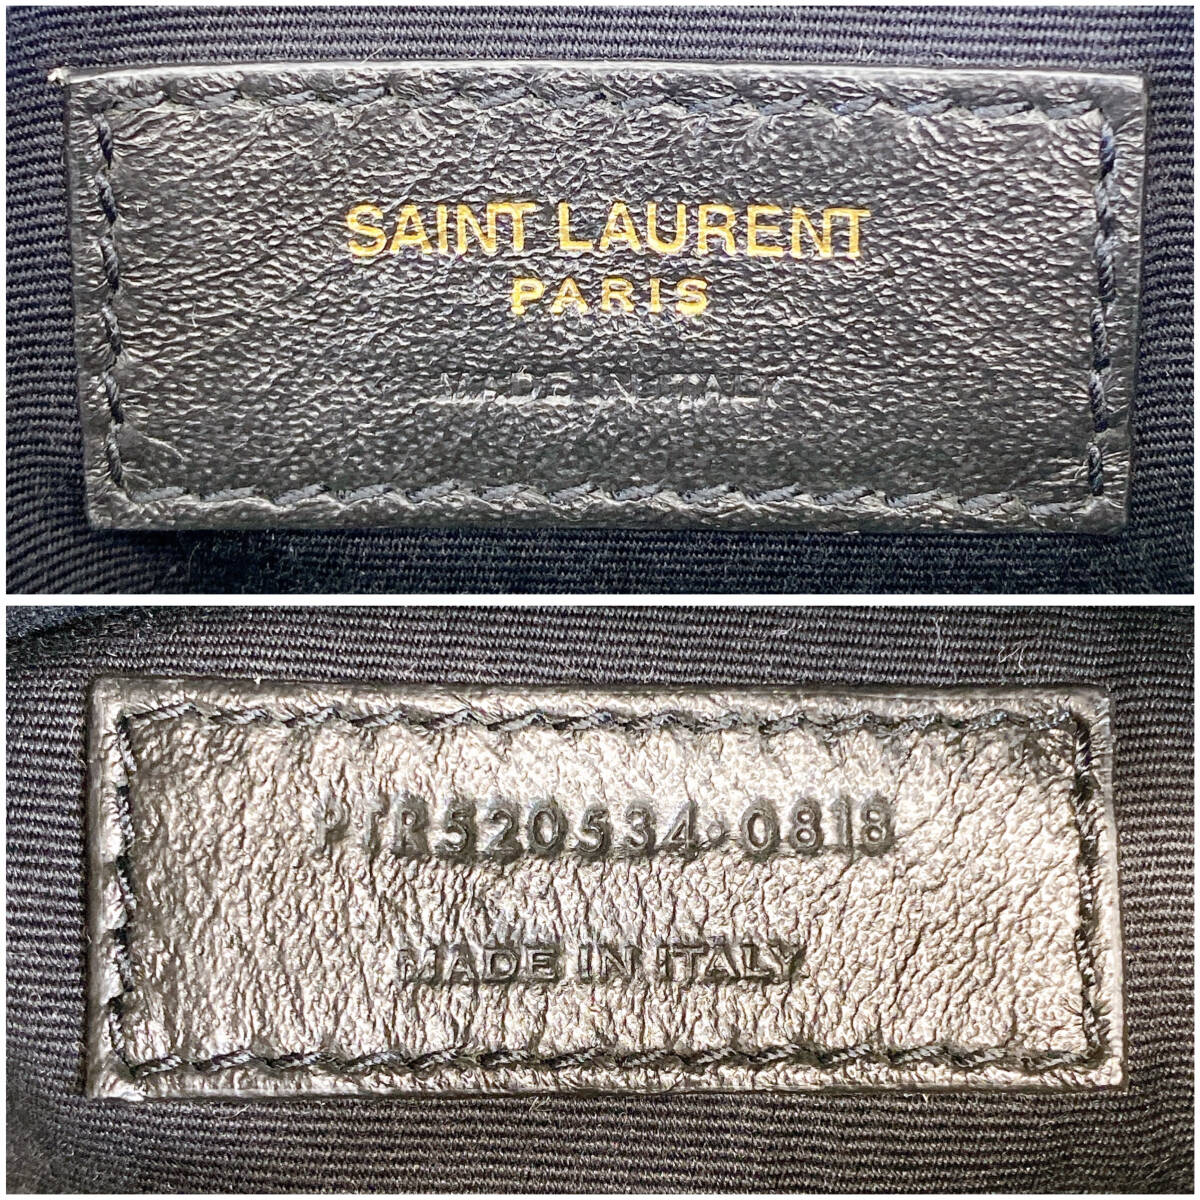 SAINT LAURENT
PARIS
MADE IN ITALY
PTR520534·0818
MADE IN ITALY